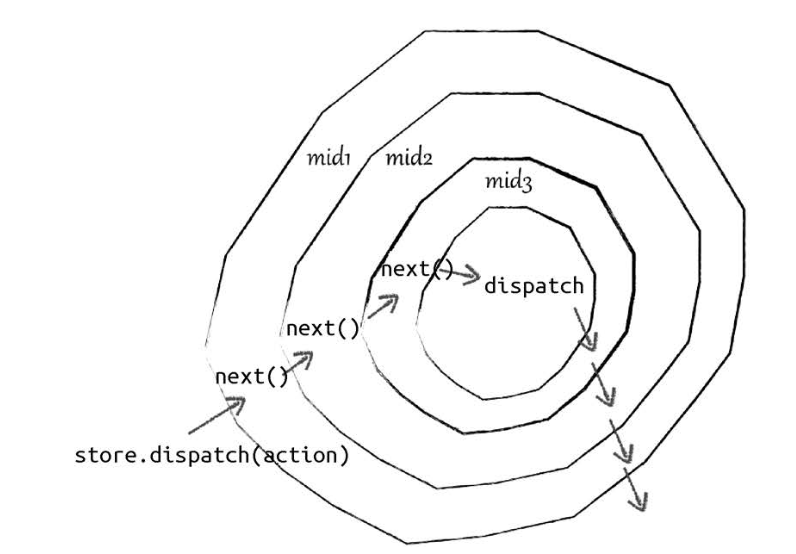 mid1 mid2
mid3
next()
dispatch
next()
next()
store.dispatch(action)